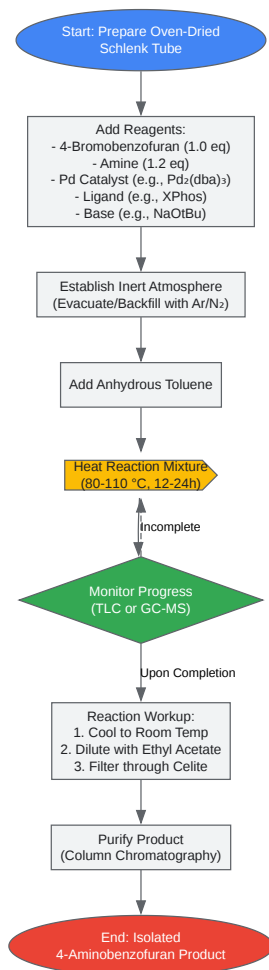 Start: Prepare Oven-Dried
Schlenk Tube
Add Reagents:
- 4-Bromobenzofuran (1.0 eq)
- Amine (1.2 eq)
- Pd Catalyst (e.g., Pd₂(dba)₃)
- Ligand (e.g., XPhos)
- Base (e.g., NaOtBu)
Establish Inert Atmosphere
(Evacuate/Backfill with Ar/N₂)
Add Anhydrous Toluene
Heat Reaction Mixture
(80-110 °C, 12-24h)
Incomplete
Monitor Progress
(TLC or GC-MS)
Upon Completion
Reaction Workup:
1. Cool to Room Temp
2. Dilute with Ethyl Acetate
3. Filter through Celite
Purify Product
(Column Chromatography)
End: Isolated
4-Aminobenzofuran Product